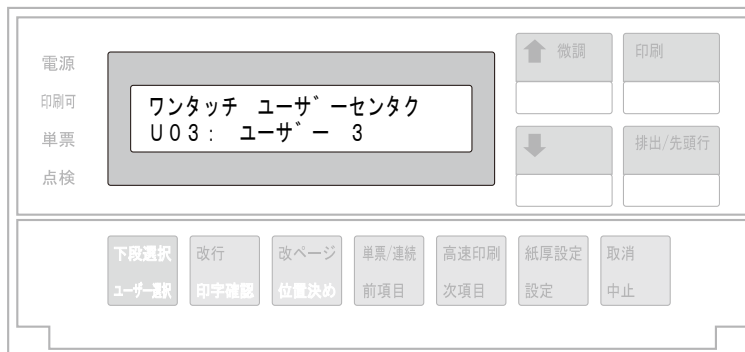 電源
印刷可
単票
点検
ワンタッチ ユーザ゛ーセンタク
U03: ユーザ゛ー 3
微調
印刷
排出/先頭行
下段選択
改行
改ページ
単票/連続
高速印刷
紙厚設定
取消
ユーザー選択
印字確認
位置決め
前項目
次項目
設定
中止